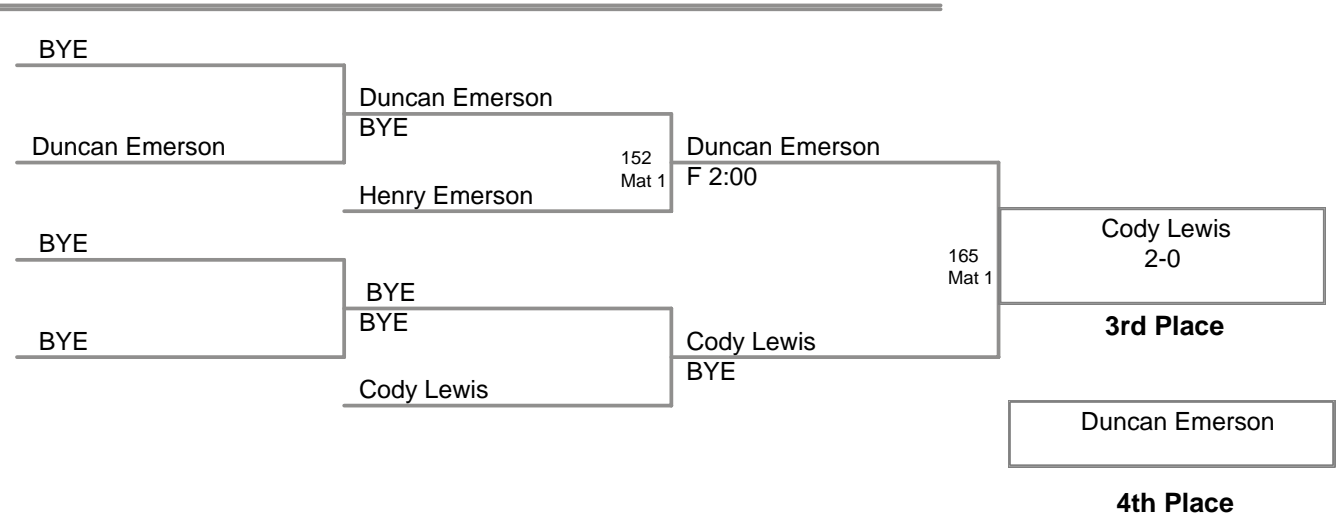 BYE
Duncan Emerson
BYE
Duncan Emerson
152
Mat 1
Duncan Emerson
F 2:00
Henry Emerson
BYE
Cody Lewis
2-0
165
Mat 1
BYE
BYE
3rd Place
BYE
Cody Lewis
BYE
Cody Lewis
Duncan Emerson
4th Place